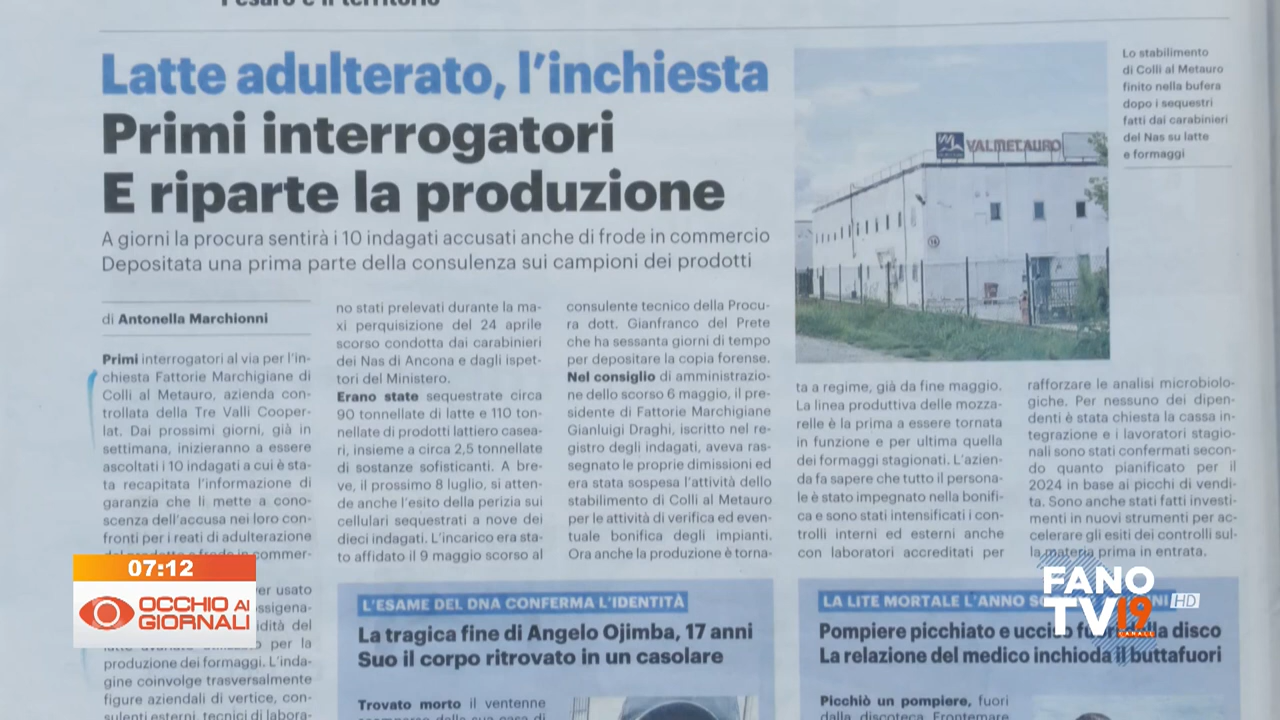 Pesaro e il territorio
Latte adulterato, l'inchiesta
Primi interrogatori
E riparte la produzione
A giorni la procura sentirà i 10 indagati accusati anche di frode in commercio
Depositata una prima parte della consulenza sui campioni dei prodotti
di Antonella Marchionni
Primi interrogatori al via per l'in-
chiesta Fattorie Marchigiane di
Colli al Metauro, azienda con-
trollata della Tre Valli Cooper-
lat. Dai prossimi giorni, già in
settimana, inizieranno a essere
ascoltati i 10 indagati a cui è sta-
ta recapitata l'informazione di
garanzia che li mette a cono-
scenza dell'accusa nei loro con-
fronti per i reati di adulterazione
commer-
er usato
ossigena-
idità del
per la
produzione dei formaggi. L'inda-
gine coinvolge trasversalmente
figure aziendali di vertice, con-
sulenti esterni, tecnici di labora-
no stati prelevati durante la ma-
xi perquisizione del 24 aprile
scorso condotta dai carabinieri
dei Nas di Ancona e dagli ispet-
tori del Ministero.
Erano state sequestrate circa
90 tonnellate di latte e 110 ton-
nellate di prodotti lattiero casea-
ri, insieme a circa 2,5 tonnellate
di sostanze sofisticanti. A bre-
ve, il prossimo 8 luglio, si atten-
de anche l'esito della perizia sui
cellulari sequestrati a nove dei
dieci indagati. L'incarico era sta-
to affidato il 9 maggio scorso al
consulente tecnico della Procu-
ra dott. Gianfranco del Prete
che ha sessanta giorni di tempo
per depositare la copia forense.
Nel consiglio di amministrazio-
ne dello scorso 6 maggio, il pre-
sidente di Fattorie Marchigiane
Gianluigi Draghi, iscritto nel re-
gistro degli indagati, aveva ras-
segnato le proprie dimissioni ed
era stata sospesa l'attività dello
stabilimento di Colli al Metauro
per le attività di verifica ed even-
tuale bonifica degli impianti.
Ora anche la produzione è torna-
ta a regime, già da fine maggio.
La linea produttiva delle mozza-
relle è la prima a essere tornata
in funzione e per ultima quella
dei formaggi stagionati. L'azien-
da fa sapere che tutto il persona-
le è stato impegnato nella bonifi-
ca e sono stati intensificati i con-
trolli interni ed esterni anche
con laboratori accreditati per
rafforzare le analisi microbiolo-
giche. Per nessuno dei dipen-
denti è stata chiesta la cassa in-
tegrazione e i lavoratori stagio-
nali sono stati confermati secon-
do quanto pianificato per il
2024 in base ai picchi di vendi-
ta. Sono anche stati fatti investi-
menti in nuovi strumenti per ac-
celerare gli esiti dei controlli sul-
la materia prima in entrata.
VALMETAURO
Lo stabilimento
di Colli al Metauro
finito nella bufera
dopo i sequestri
fatti dai carabinieri
del Nas su latte
e formaggi
L'ESAME DEL DNA CONFERMA L'IDENTITÀ
La tragica fine di Angelo Ojimba, 17 anni
Suo il corpo ritrovato in un casolare
Trovato morto il ventenne
LA LITE MORTALE L'ANNO
Pompiere picchiato e ucciso disco
La relazione del medico inchioda il buttafuori
Picchiò un pompiere, fuori
dalla discoteca Frontemare
07:12
OCCHIO AI
GIORNALI
FANO
TV19
CANALE
HD